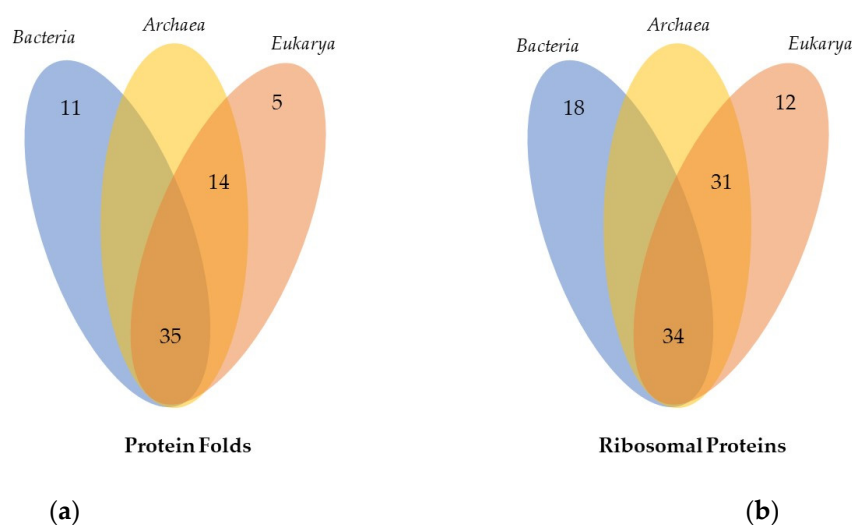 Bacteria
Archaea
Eukarya
11
5
14
35
Protein Folds
(a)
Bacteria
Archaea
Eukarya
18
12
31
34
Ribosomal Proteins
(b)